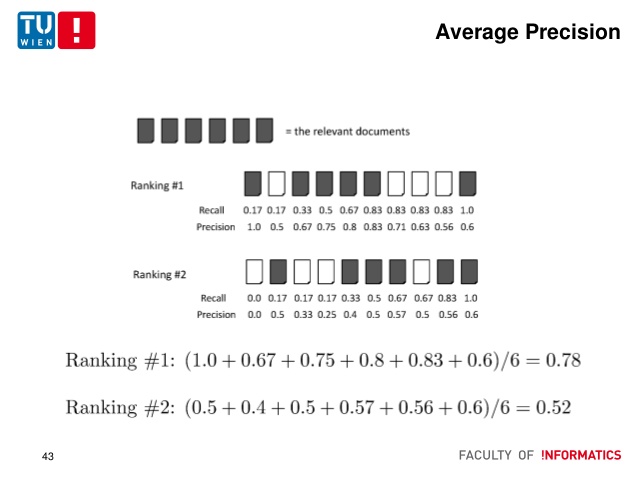 TU
WIEN
!
Average Precision
= the relevant documents
Ranking #1
Recall 0.17 0.17 0.33 0.5 0.67 0.83 0.83 0.83 0.83 1.0
Precision 1.0 0.5 0.67 0.75 0.8 0.83 0.71 0.63 0.56 0.6
Ranking #2
Recall 0.0 0.17 0.17 0.17 0.33 0.5 0.67 0.67 0.83 1.0
Precision 0.0 0.5 0.33 0.25 0.4 0.5 0.57 0.5 0.56 0.6
Ranking #1: (1.0 + 0.67 + 0.75 + 0.8 + 0.83 + 0.6)/6 = 0.78
Ranking #2: (0.5 + 0.4 + 0.5 + 0.57 + 0.56 + 0.6)/6 = 0.52
43
FACULTY OF !NFORMATICS